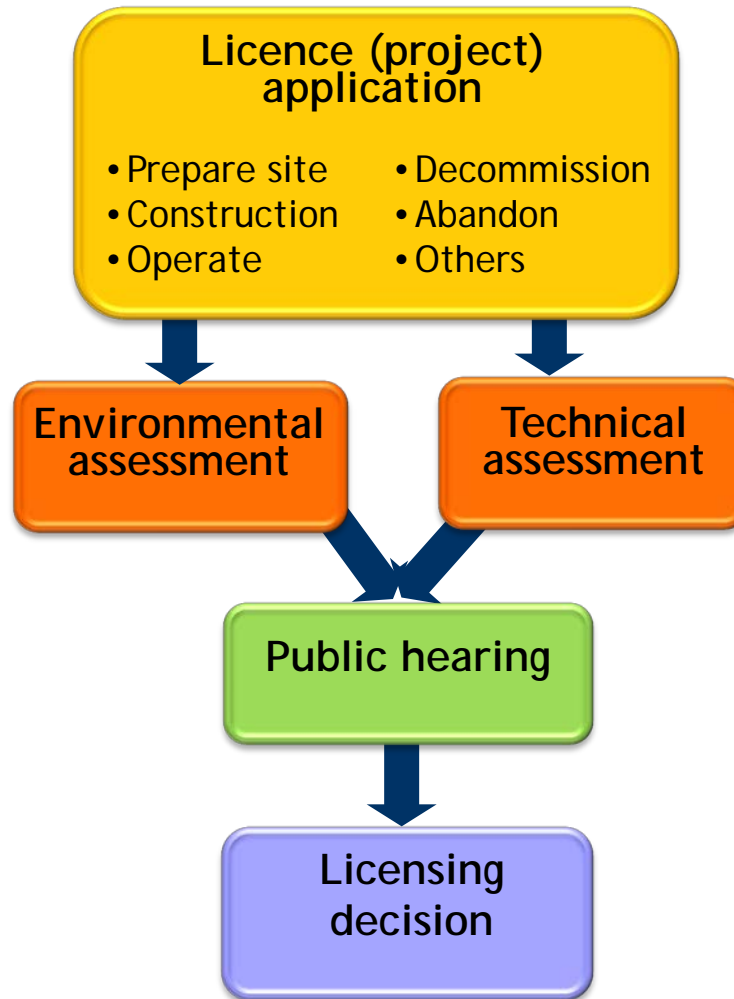 Licence (project)
application
• Prepare site
• Construction
• Operate
• Decommission
• Abandon
• Others
Environmental
assessment
Technical
assessment
Public hearing
Licensing
decision